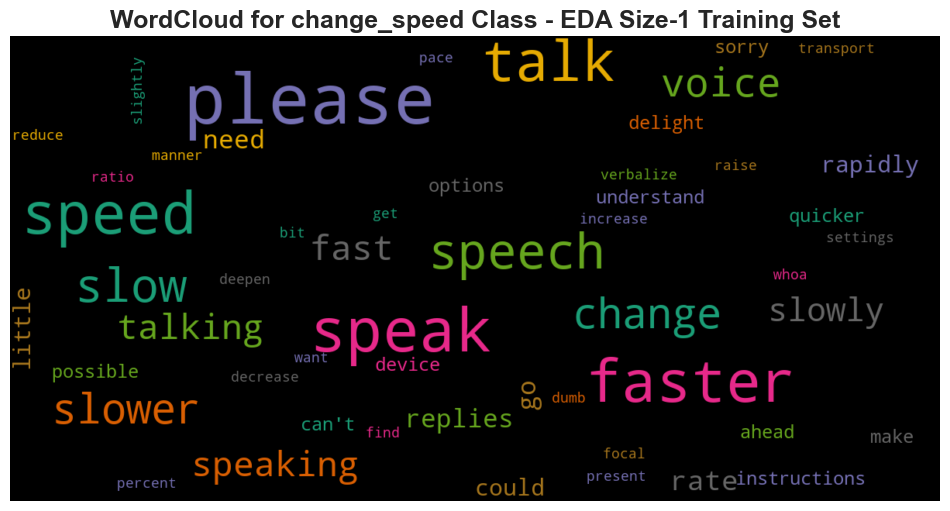 WordCloud for change_speed Class - EDA Size-1 Training Set
please
talk
voice
sorry
transport
pace
slightly
reduce
need
manner
delight
ratio
options
verbalize
raise
rapidly
understand
increase
quicker
settings
get
bit
speed
fast
speech
slow
deepen
whoa
slowly
change
little
talking
speak
want
device
possible
decrease
faster
go
dumb
slower
can't
find
replies
ahead
make
speaking
focal
present
percent
could
rate
instructions